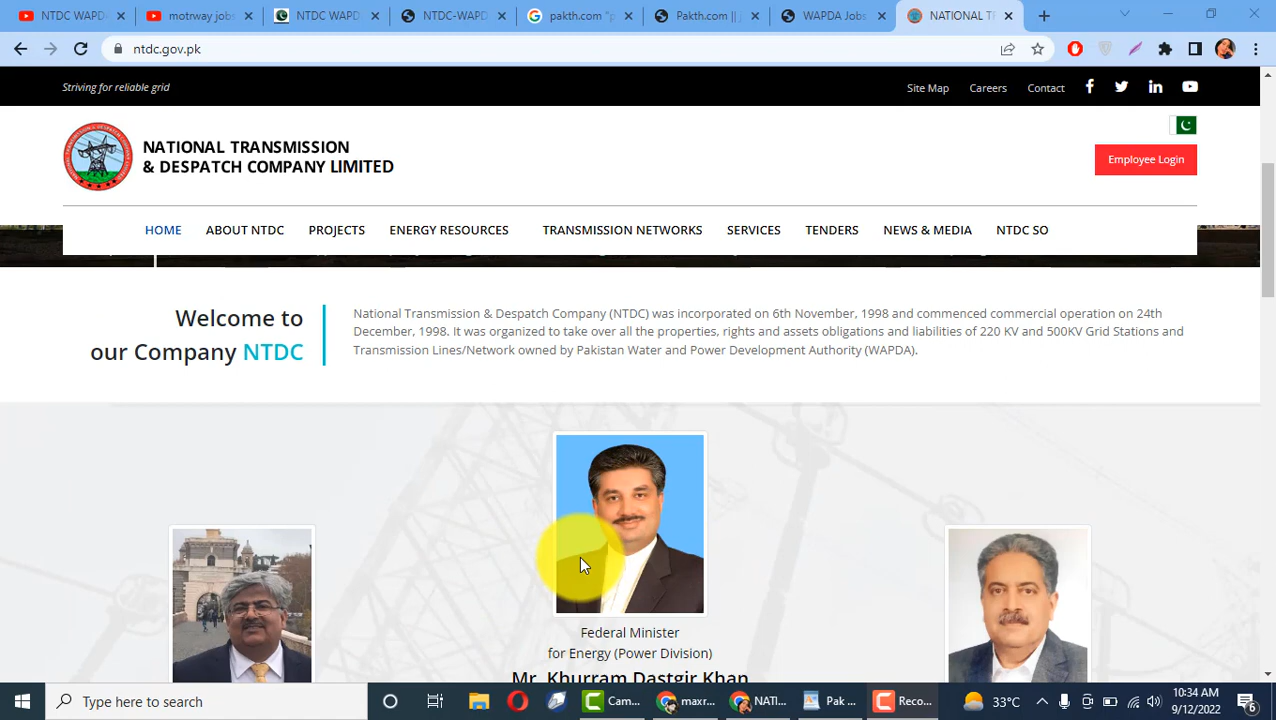 NTDC WAPD
motrway jobs
NTDC WAPD
NTDC-WAPD
pakth.com "p
Pakth.com || j
WAPDA Jobs
NATIONAL TR
ntdc.gov.pk
Striving for reliable grid
Site Map Careers Contact
NATIONAL TRANSMISSION
& DESPATCH COMPANY LIMITED
Employee Login
HOME ABOUT NTDC PROJECTS ENERGY RESOURCES TRANSMISSION NETWORKS SERVICES TENDERS NEWS & MEDIA NTDC SO
Welcome to
our Company NTDC
National Transmission & Despatch Company (NTDC) was incorporated on 6th November, 1998 and commenced commercial operation on 24th
December, 1998. It was organized to take over all the properties, rights and assets obligations and liabilities of 220 KV and 500KV Grid Stations and
Transmission Lines/Network owned by Pakistan Water and Power Development Authority (WAPDA).
Federal Minister
for Energy (Power Division)
Mr. Khurram Dastgir Khan
Type here to search
Cam...
maxr...
NATI...
Pak ...
Reco...
33°C
10:34 AM
9/12/2022
6